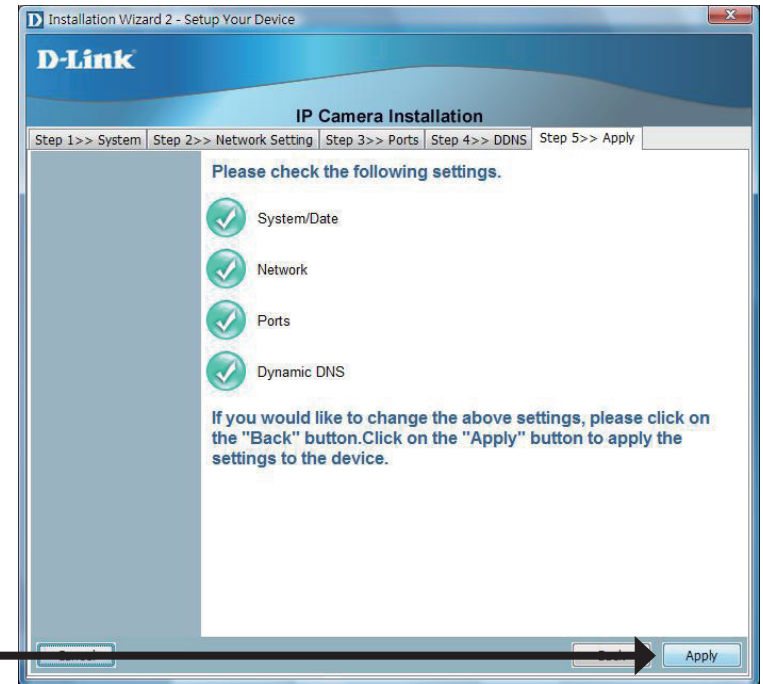 Installation Wizard 2 - Setup Your Device
D-Link
IP Camera Installation
Step 1>> System Step 2>> Network Setting Step 3>> Ports Step 4>> DDNS Step 5>> Apply
Please check the following settings.
System/Date
Network
Ports
Dynamic DNS
If you would like to change the above settings, please click on
the "Back" button.Click on the "Apply" button to apply the
settings to the device.
Apply